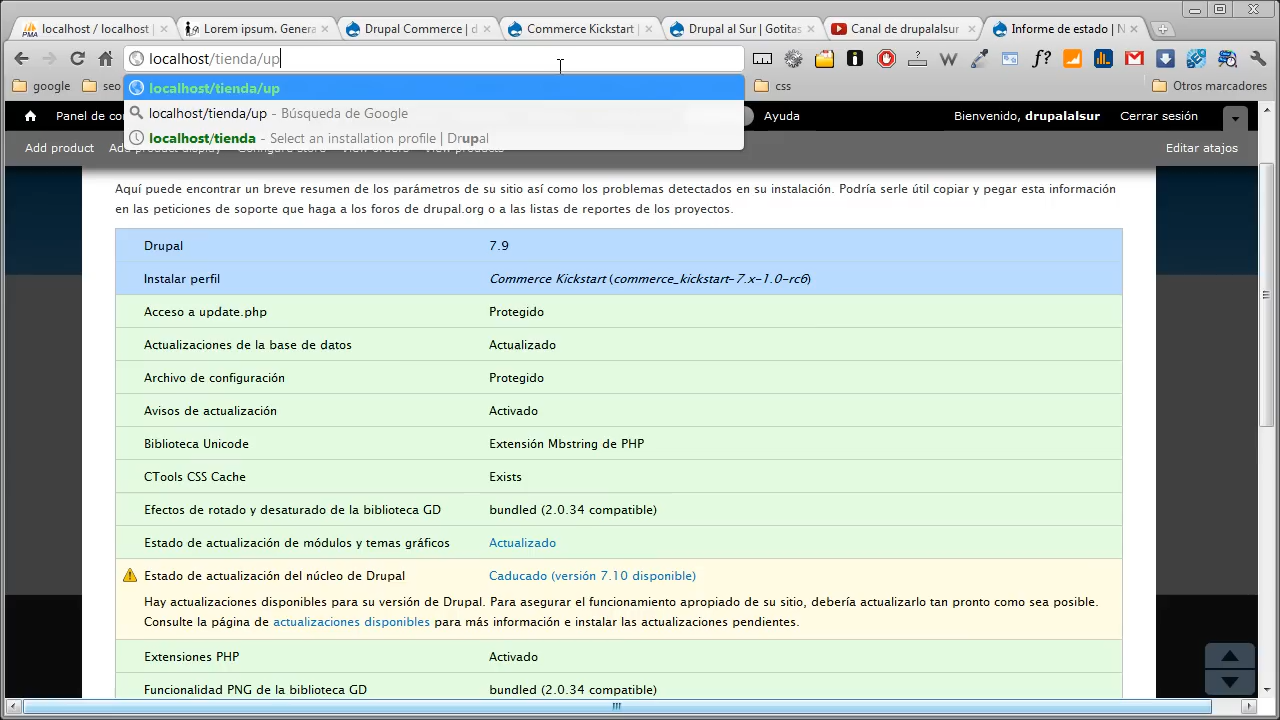 localhost / localhost |
Lorem ipsum. Genera
Drupal Commerce | d
Commerce Kickstart |
Drupal al Sur | Gotitas
Canal de drupalsur
Informe de estado | N
localhost/tienda/up
google
seo
css
Otros marcadores
localhost/tienda/up
localhost/tienda/up - Búsqueda de Google
localhost/tienda - Select an installation profile | Drupal
Panel de co
Ayuda
Bienvenido, drupalalsur
Cerrar sesión
Add product
Editar atajos
Aquí puede encontrar un breve resumen de los parámetros de su sitio así como los problemas detectados en su instalación. Podría serle útil copiar y pegar esta información
en las peticiones de soporte que haga a los foros de drupal.org o a las listas de reportes de los proyectos.
Drupal 7.9
Instalar perfil Commerce Kickstart (commerce_kickstart-7.x-1.0-rc6)
Acceso a update.php Protegido
Actualizaciones de la base de datos Actualizado
Archivo de configuración Protegido
Avisos de actualización Activado
Biblioteca Unicode Extensión Mbstring de PHP
CTools CSS Cache Exists
Efectos de rotado y desaturado de la biblioteca GD bundled (2.0.34 compatible)
Estado de actualización de módulos y temas gráficos Actualizado
Estado de actualización del núcleo de Drupal Caducado (versión 7.10 disponible)
Hay actualizaciones disponibles para su versión de Drupal. Para asegurar el funcionamiento apropiado de su sitio, debería actualizarlo tan pronto como sea posible.
Consulte la página de actualizaciones disponibles para más información e instalar las actualizaciones pendientes.
Extensiones PHP Activado
Funcionalidad PNG de la biblioteca GD bundled (2.0.34 compatible)